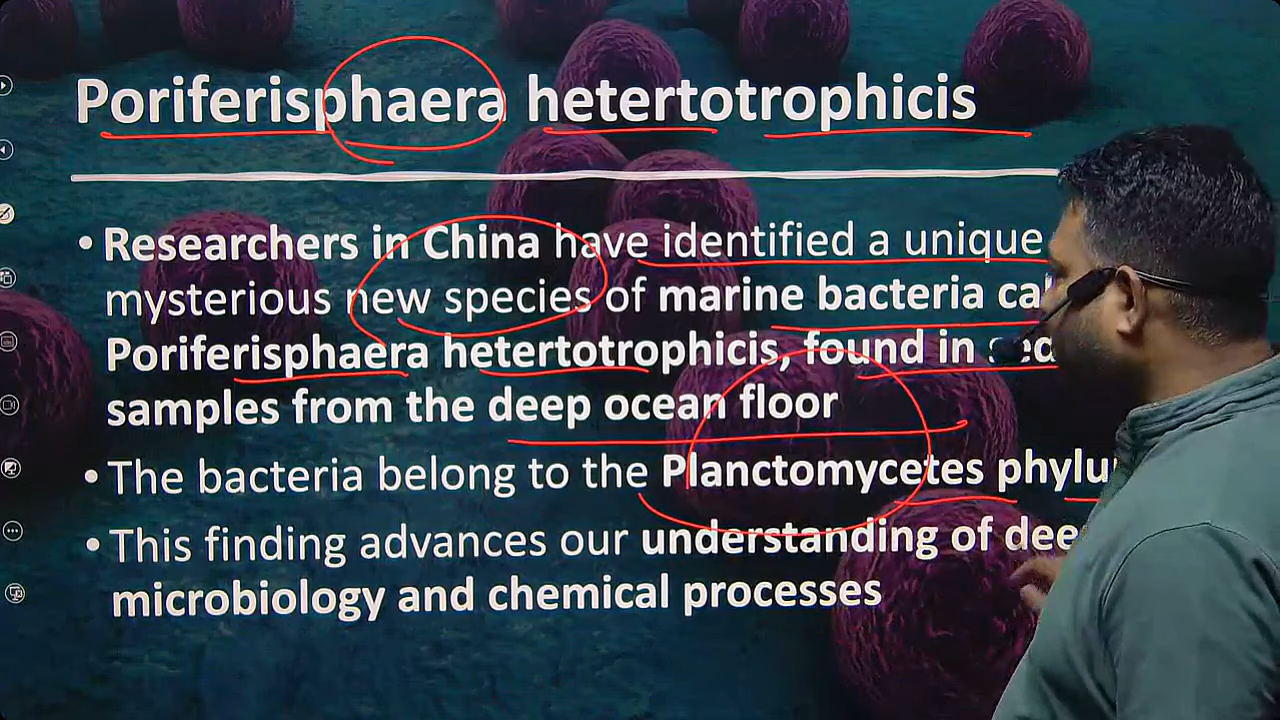 Poriferisphaera hetertotrophicis
• Researchers in China have identified a unique
mysterious new species of marine bacteria
Poriferisphaera hetertotrophicis, found in
samples from the deep ocean floor
• The bacteria belong to the Planctomycetes
• This finding advances our understanding of
microbiology and chemical processes